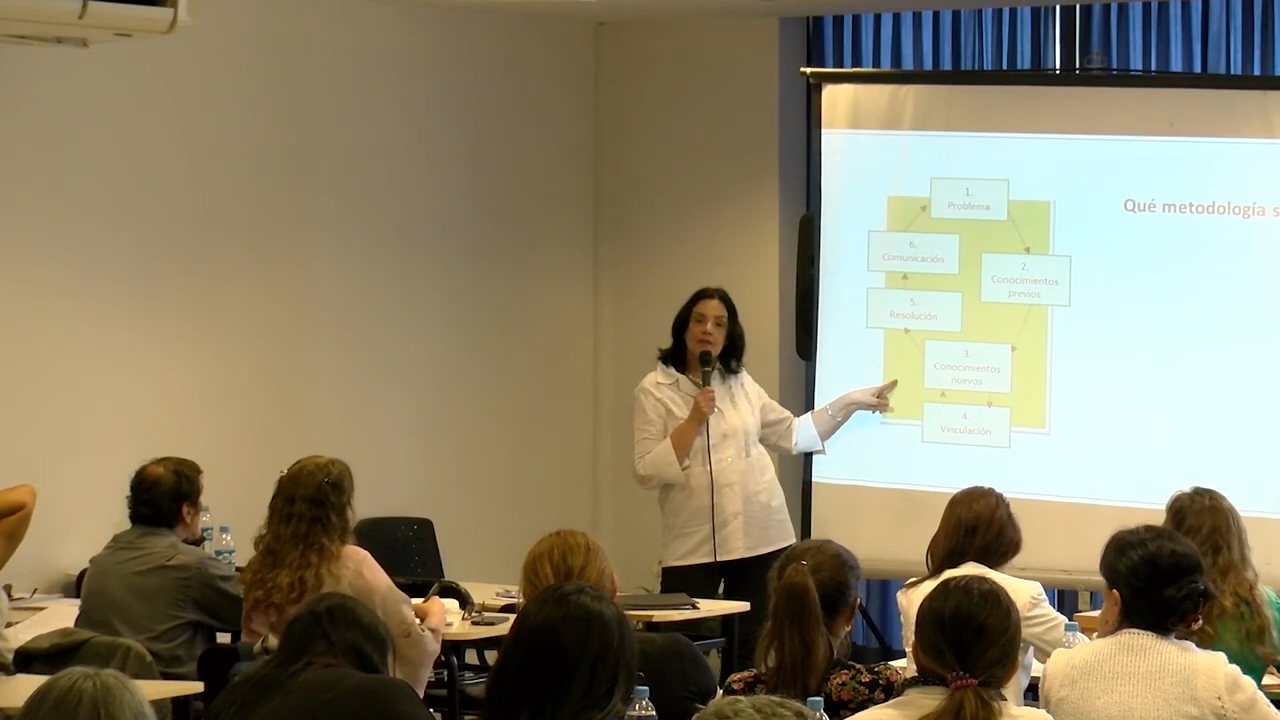 Qué metodología s
1.
Problema
2.
Conocimientos
previos
3.
Conocimientos
nuevos
4.
Vinculación
5.
Resolución
6.
Comunicación